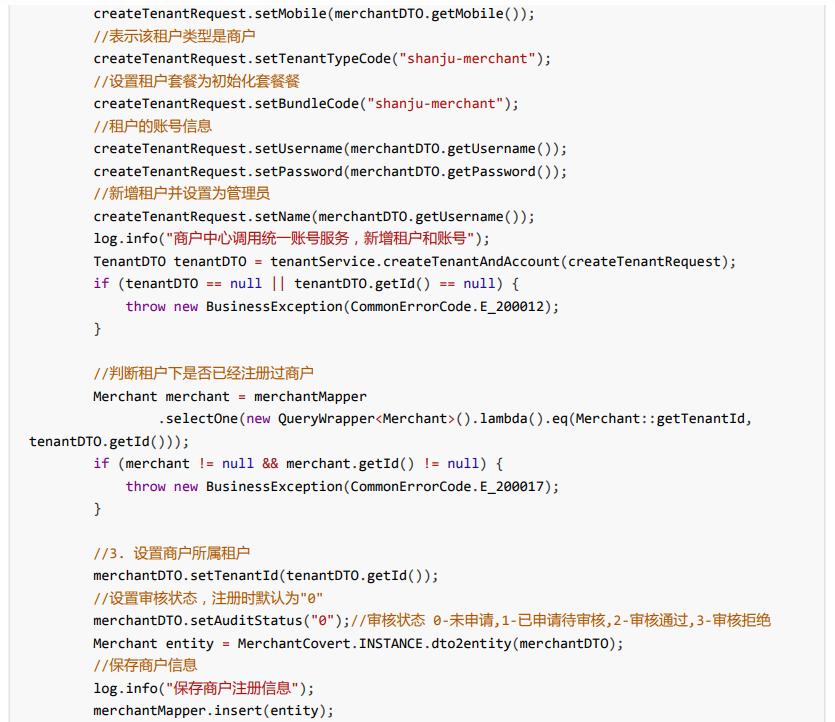 createTenantRequest.setMobile(merchantDTO.getMobile());
//表示该租户类型是商户
createTenantRequest.setTenantTypeCode("shanju-merchant");
//设置租户套餐为初始化套餐餐
createTenantRequest.setBundleCode("shanju-merchant");
//租户的账号信息
createTenantRequest.setUsername(merchantDTO.getUsername());
createTenantRequest.setPassword(merchantDTO.getPassword());
//新增租户并设置为管理员
createTenantRequest.setName(merchantDTO.getUsername());
log.info("商户中心调用统一账号服务，新增租户和账号");
TenantDTO tenantDTO = tenantService.createTenantAndAccount(createTenantRequest);
if (tenantDTO == null || tenantDTO.getId() == null) {
throw new BusinessException(CommonErrorCode.E_200012);
}
//判断租户下是否已经注册过商户
Merchant merchant = merchantMapper
.selectOne(new QueryWrapper<Merchant>().lambda().eq(Merchant::getTenantId,
tenantDTO.getId()));
if (merchant != null && merchant.getId() != null) {
throw new BusinessException(CommonErrorCode.E_200017);
}
//3. 设置商户所属租户
merchantDTO.setTenantId(tenantDTO.getId());
//设置审核状态，注册时默认为"0"
merchantDTO.setAuditStatus("0");//审核状态 0-未申请,1-已申请待审核,2-审核通过,3-审核拒绝
Merchant entity = MerchantCovert.INSTANCE.dto2entity(merchantDTO);
//保存商户信息
log.info("保存商户注册信息");
merchantMapper.insert(entity);